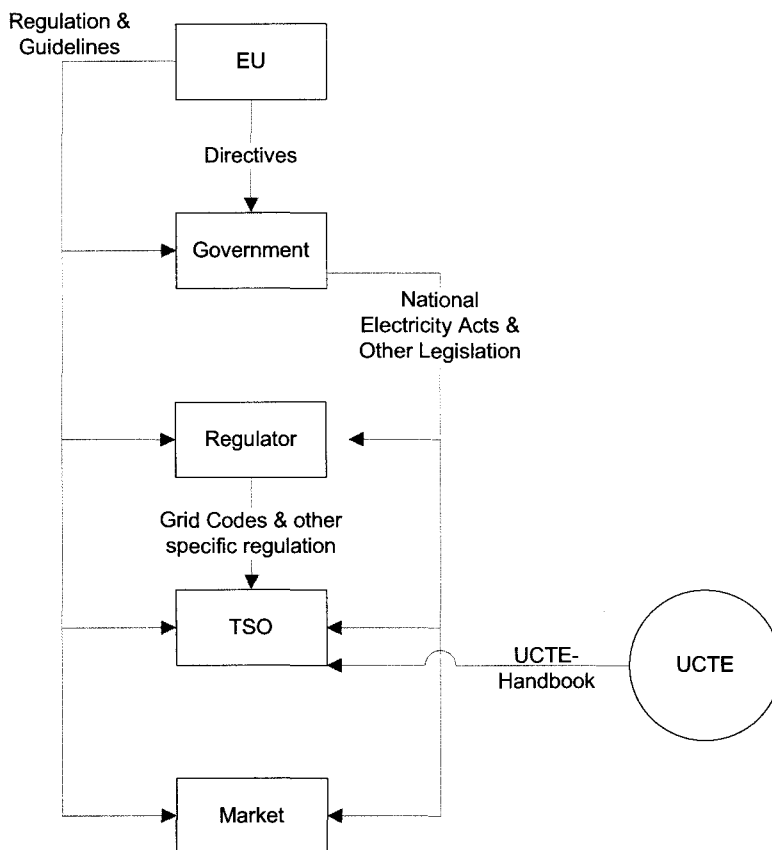 Regulation &
Guidelines
EU
Directives
Government
National
Electricity Acts &
Other Legislation
Regulator
Grid Codes & other
specific regulation
TSO
UCTE-
Handbook
UCTE
Market